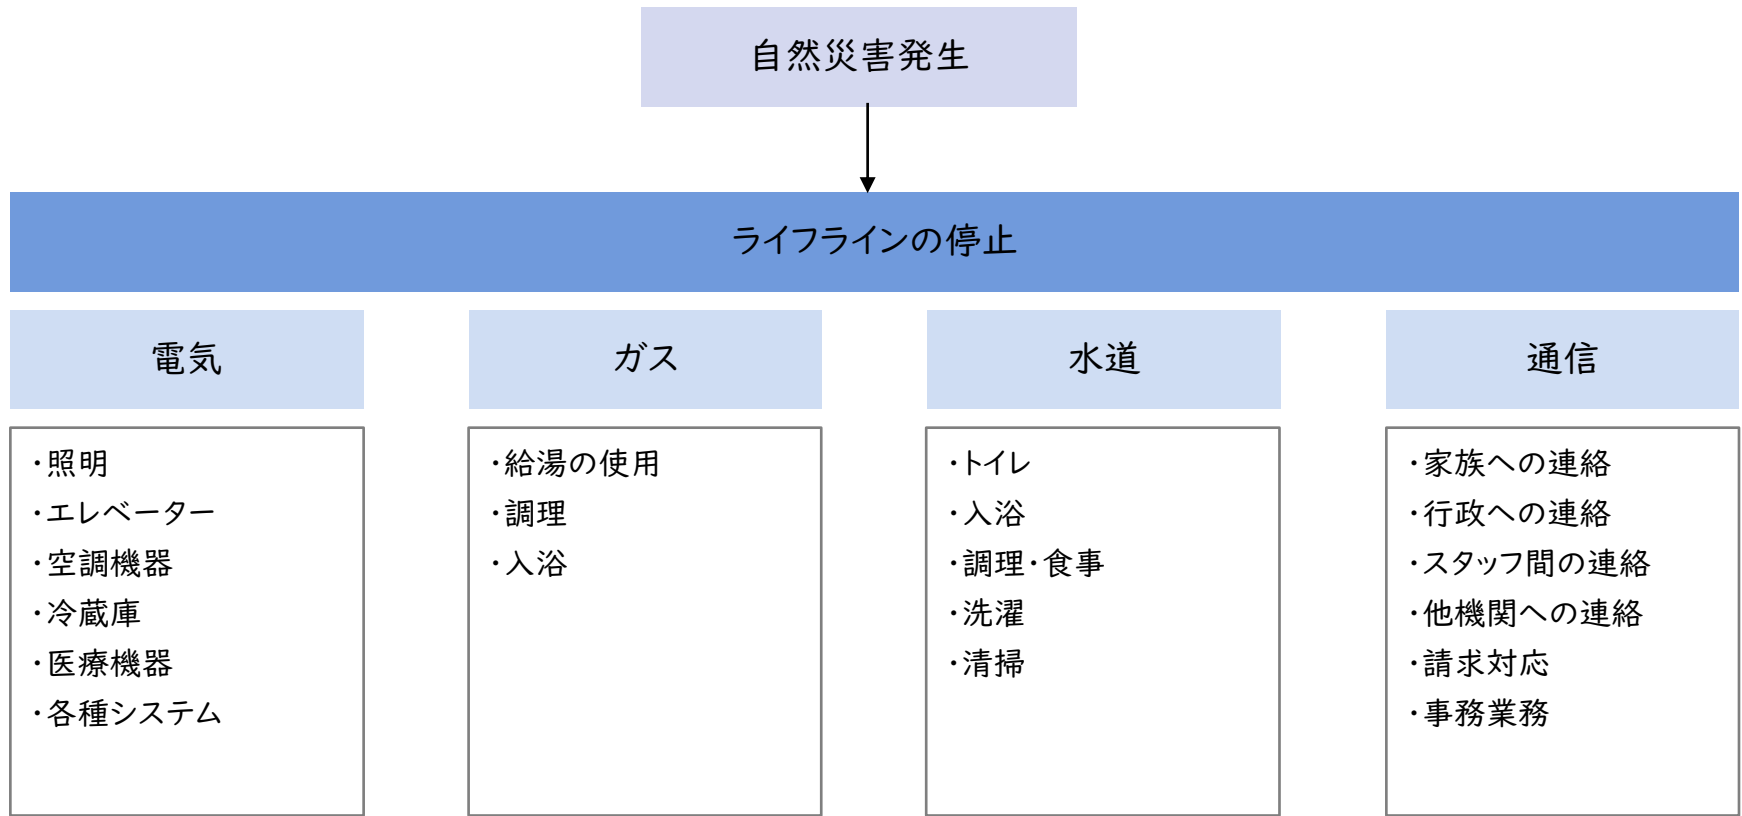 自然災害発生
ライフラインの停止
電気
・照明
・エレベーター
・空調機器
・冷蔵庫
・医療機器
・各種システム
ガス
・給湯の使用
・調理
・入浴
水道
・トイレ
・入浴
・調理・食事
・洗濯
・清掃
通信
・家族への連絡
・行政への連絡
・スタッフ間の連絡
・他機関への連絡
・請求対応
・事務業務